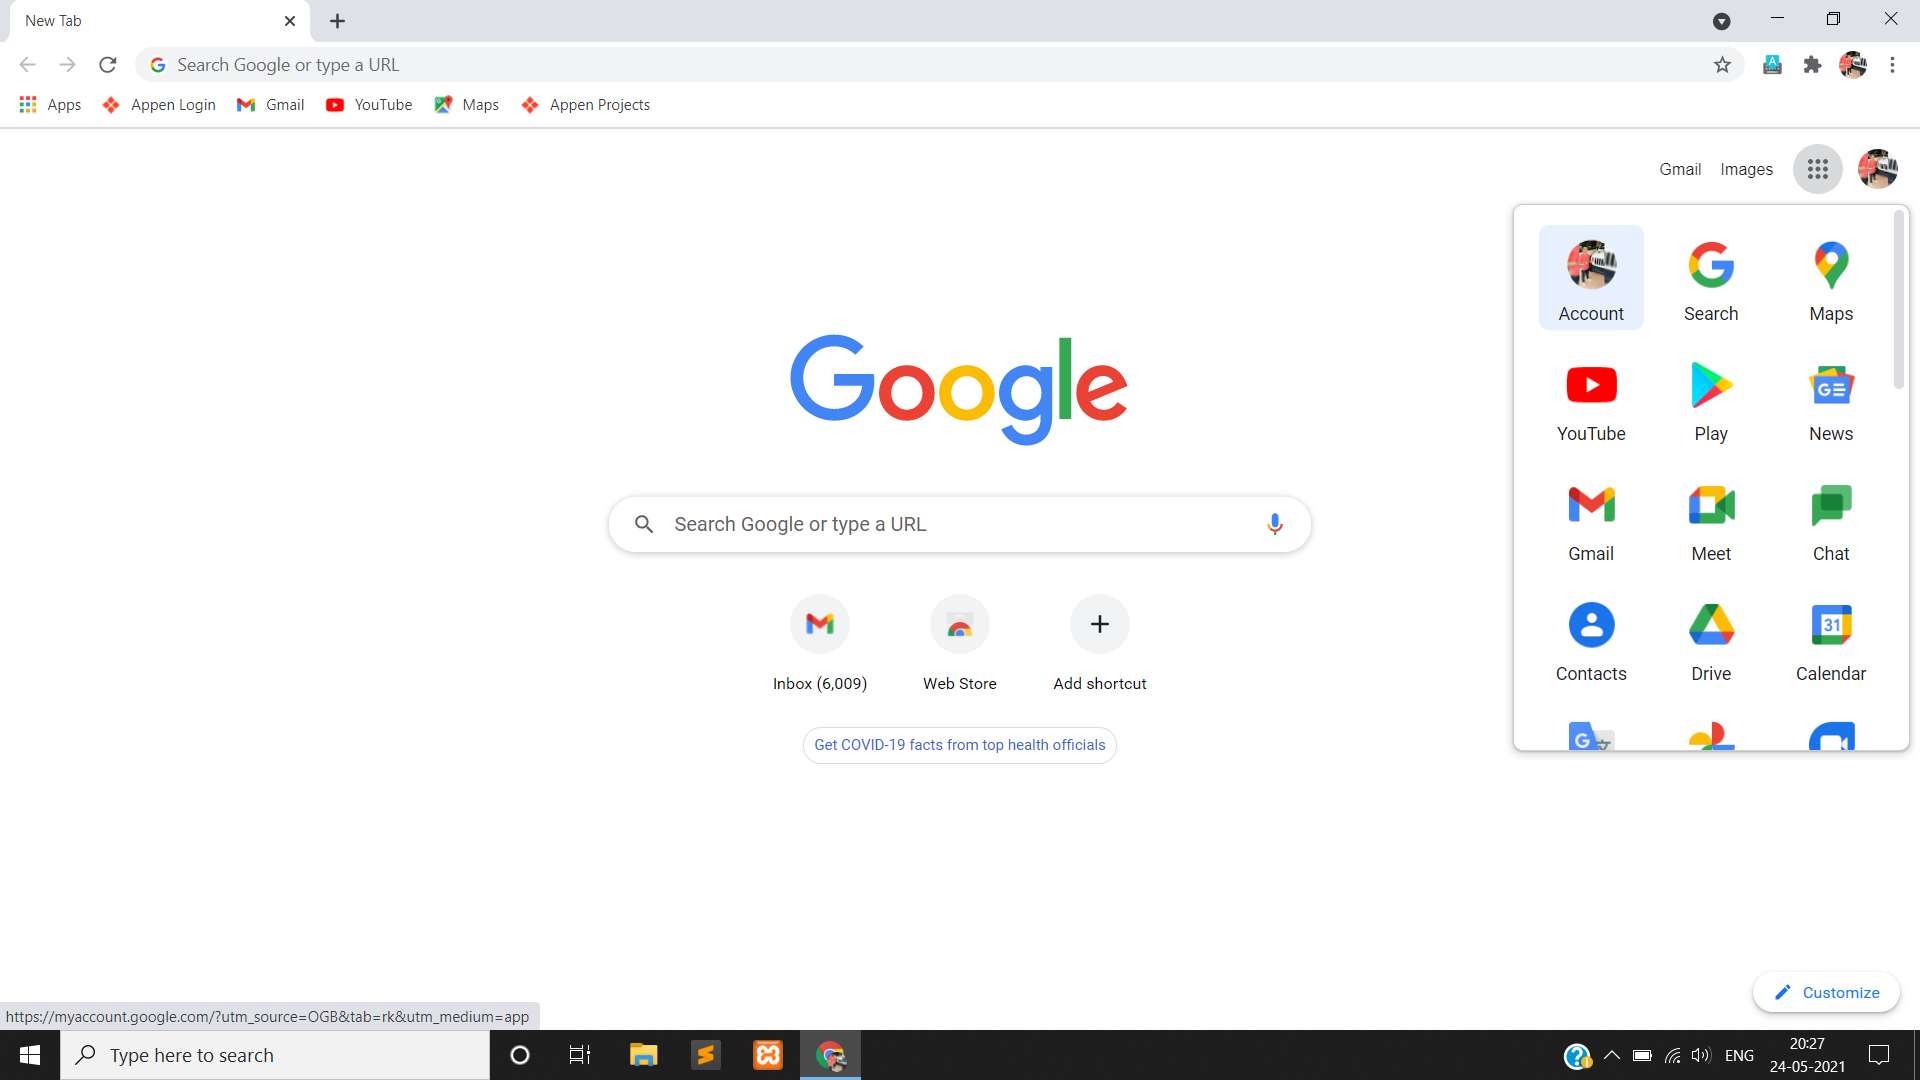 New Tab
Search Google or type a URL
Apps
Appen Login
Gmail
YouTube
Maps
Appen Projects
Gmail
Images
Account
Search
Maps
YouTube
Play
News
Gmail
Meet
Chat
Contacts
Drive
31
Calendar
Google
Search Google or type a URL
Inbox (6,009)
Web Store
Add shortcut
Get COVID-19 facts from top health officials
Customize
https://myaccount.google.com/?utm_source=OGB&tab=rk&utm_medium=app
Type here to search
ENG
20:27
24-05-2021